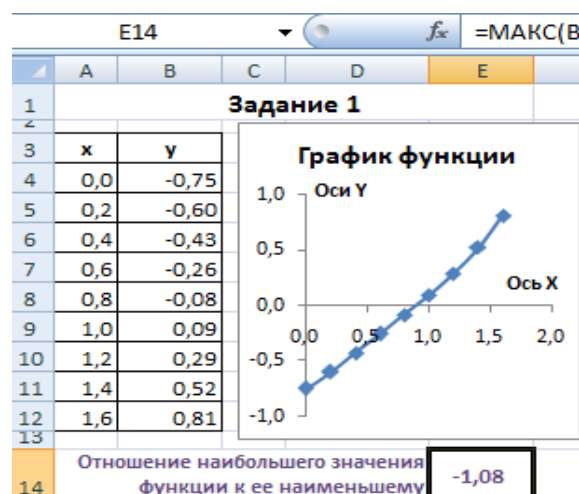 E14 fx =МАКС(В
A B C D E
1 Задание 1
2
3 x y
4 0,0 -0,75
5 0,2 -0,60
6 0,4 -0,43
7 0,6 -0,26
8 0,8 -0,08
9 1,0 0,09
10 1,2 0,29
11 1,4 0,52
12 1,6 0,81
13
График функции
Оси Y
1,0
0,5
0,0
-0,5
-1,0
Ось X
0,0 0,5 1,0 1,5 2,0
14 Отношение наибольшего значения
функции к ее наименьшему -1,08